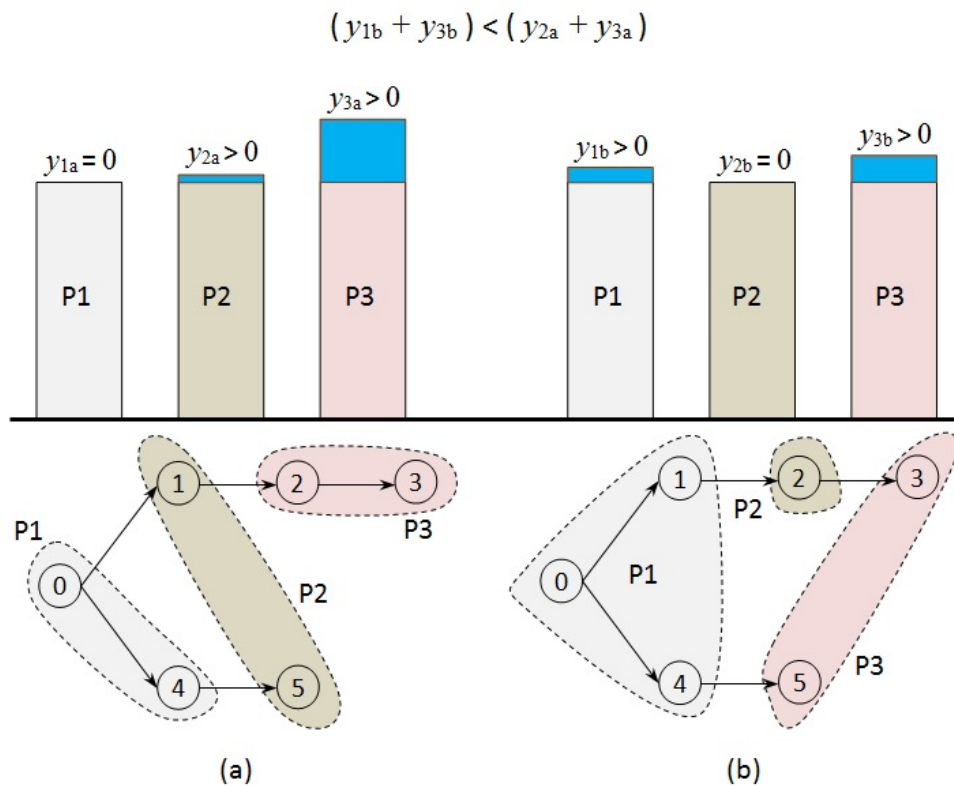 ( y1b + y3b ) < ( y2a + y3a )
y3a > 0
y1a = 0
y2a > 0
y1b > 0
y2b = 0
y3b > 0
P1
P2
P3
P1
P2
P3
P1
0
1
2
3
4
5
P2
P3
(a)
0
1
2
3
4
5
P1
P2
P3
(b)